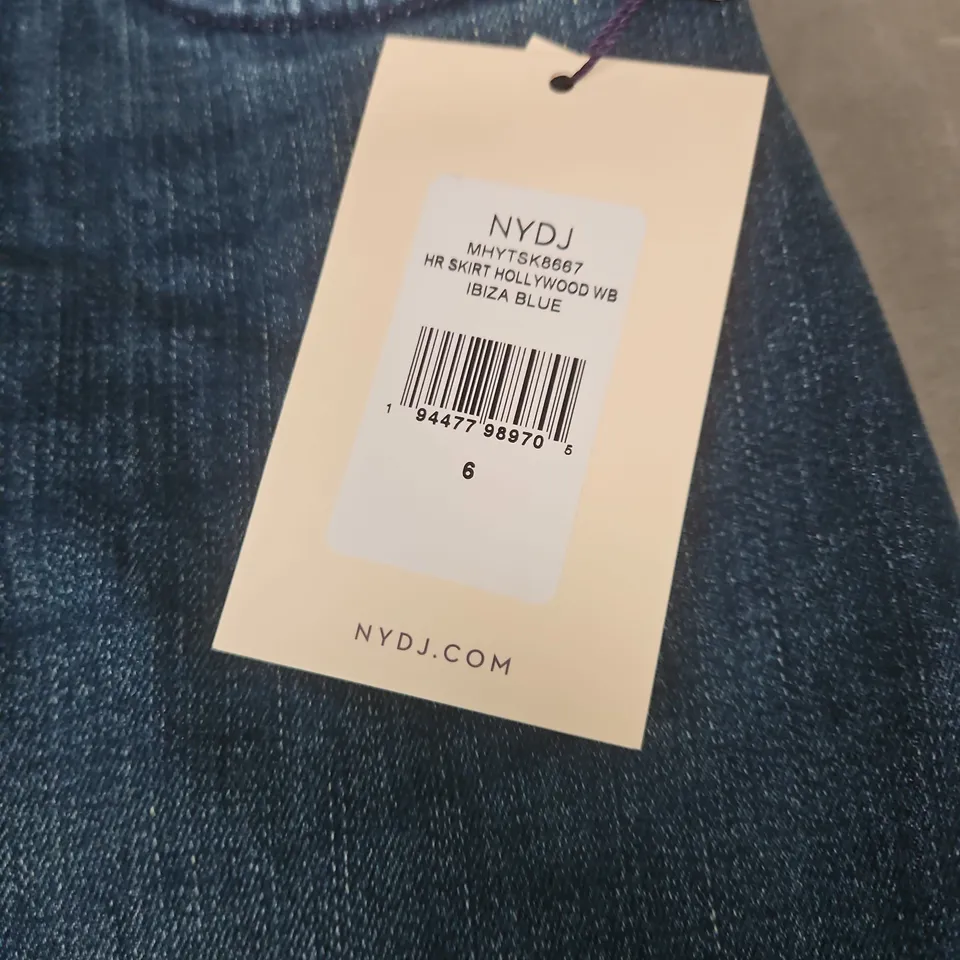 NYDJ
MHYTSK8667
HR SKIRT HOLLYWOOD WB
IBIZA BLUE
1 94477 98970 5
6
NYDJ.COM